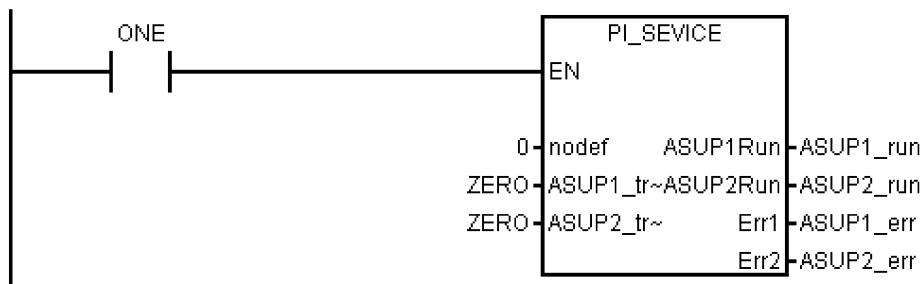 ONE
PI_SEVICE
EN
0 nodef ASUP1Run ASUP1_run
ZERO ASUP1_tr~ASUP2Run ASUP2_run
ZERO ASUP2_tr~ Err1 ASUP1_err
Err2 ASUP2_err